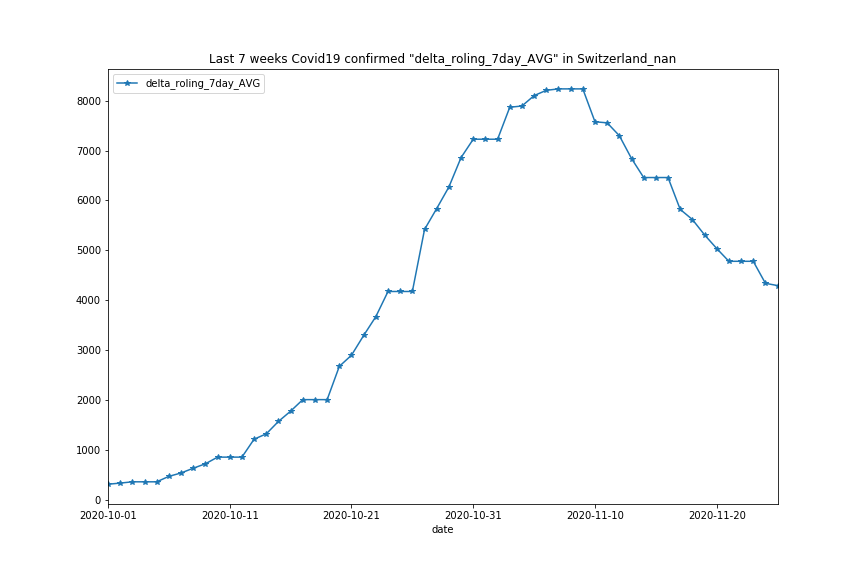 Last 7 weeks Covid19 confirmed "delta_roling_7day_AVG" in Switzerland_nan
delta_roling_7day_AVG
8000
7000
6000
5000
4000
3000
2000
1000
0
2020-10-01 2020-10-11 2020-10-21 2020-10-31 2020-11-10 2020-11-20
date